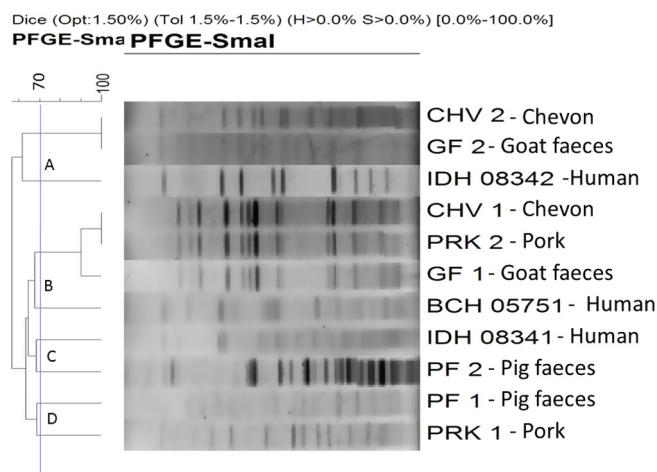 Dice (Opt:1.50%) (Tol 1.5%-1.5%) (H>0.0% S>0.0%) [0.0%-100.0%]
PFGE-Sma PFGE-SmaI
70 100
CHV 2 - Chevon
GF 2 - Goat faeces
A
IDH 08342 -Human
CHV 1 - Chevon
PRK 2 - Pork
GF 1 - Goat faeces
B
BCH 05751 - Human
IDH 08341 - Human
C
PF 2 - Pig faeces
PF 1 - Pig faeces
D
PRK 1 - Pork